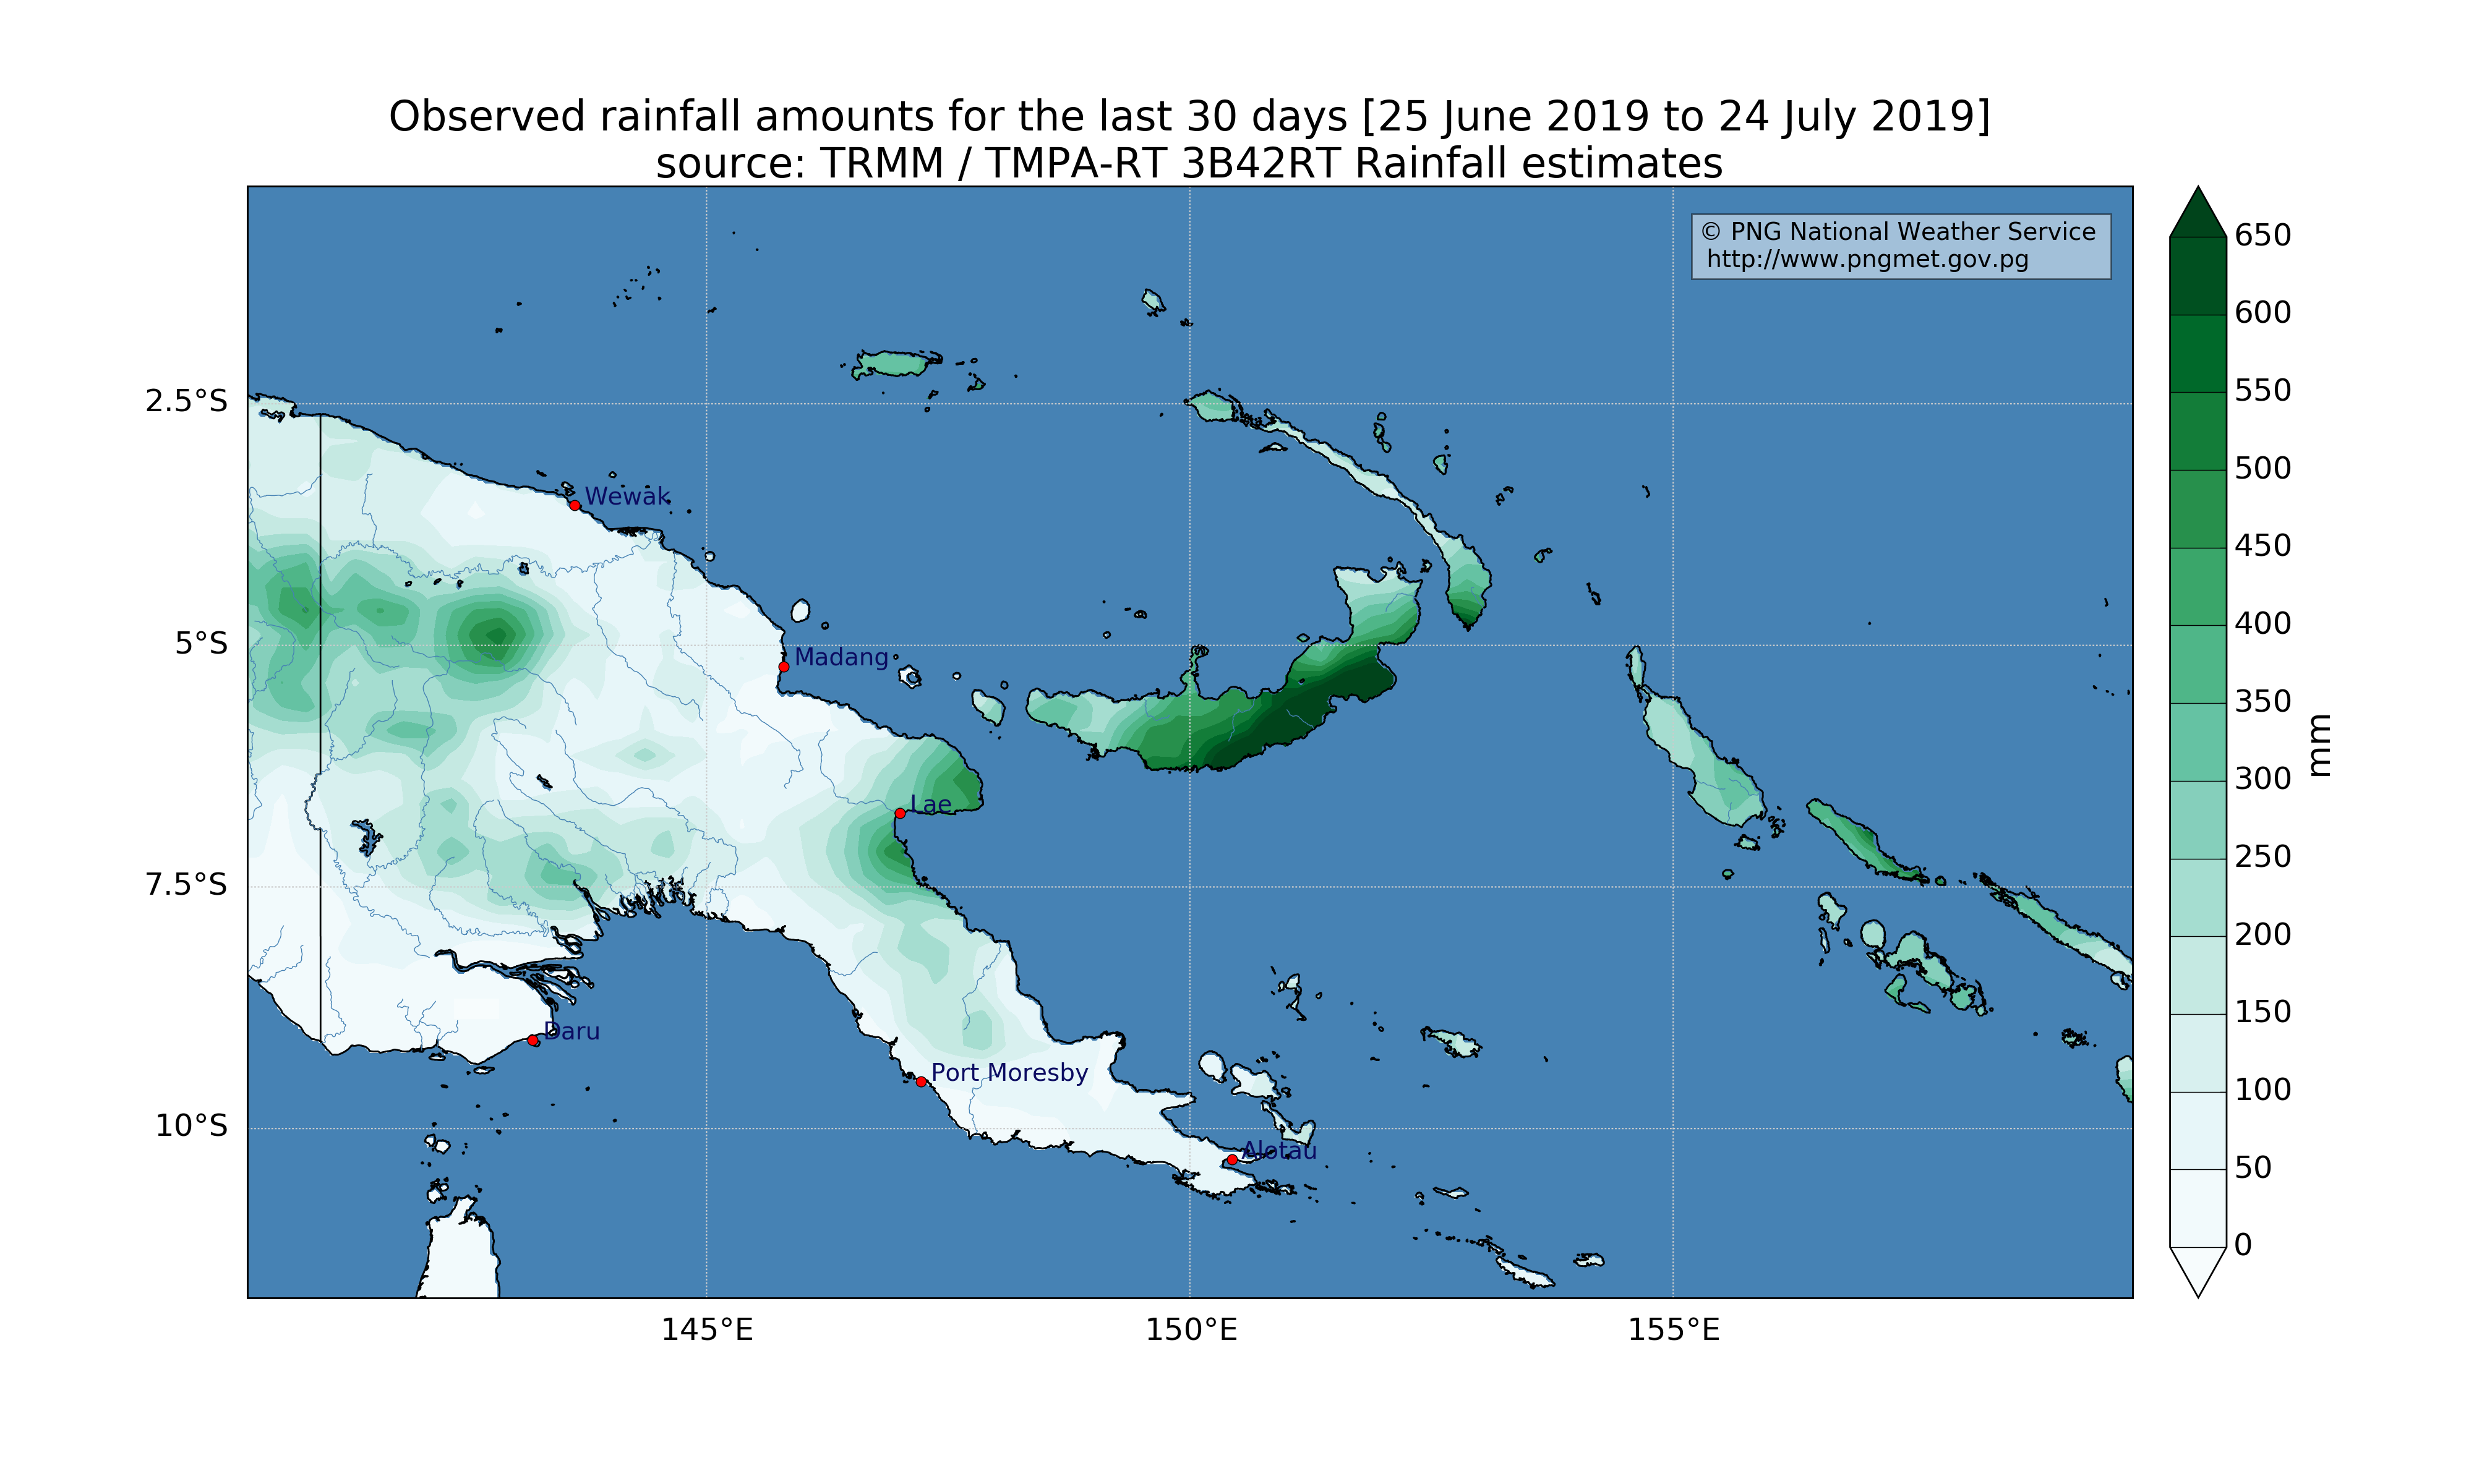 Observed rainfall amounts for the last 30 days [25 June 2019 to 24 July 2019]
source: TRMM / TMPA-RT 3B42RT Rainfall estimates
© PNG National Weather Service
http://www.pngmet.gov.pg
650
600
550
500
450
400
350
300
250
200
150
100
50
0
mm
2.5°S
5°S
7.5°S
10°S
Wewak
Madang
Lae
Daru
Port Moresby
Alotau
145°E
150°E
155°E